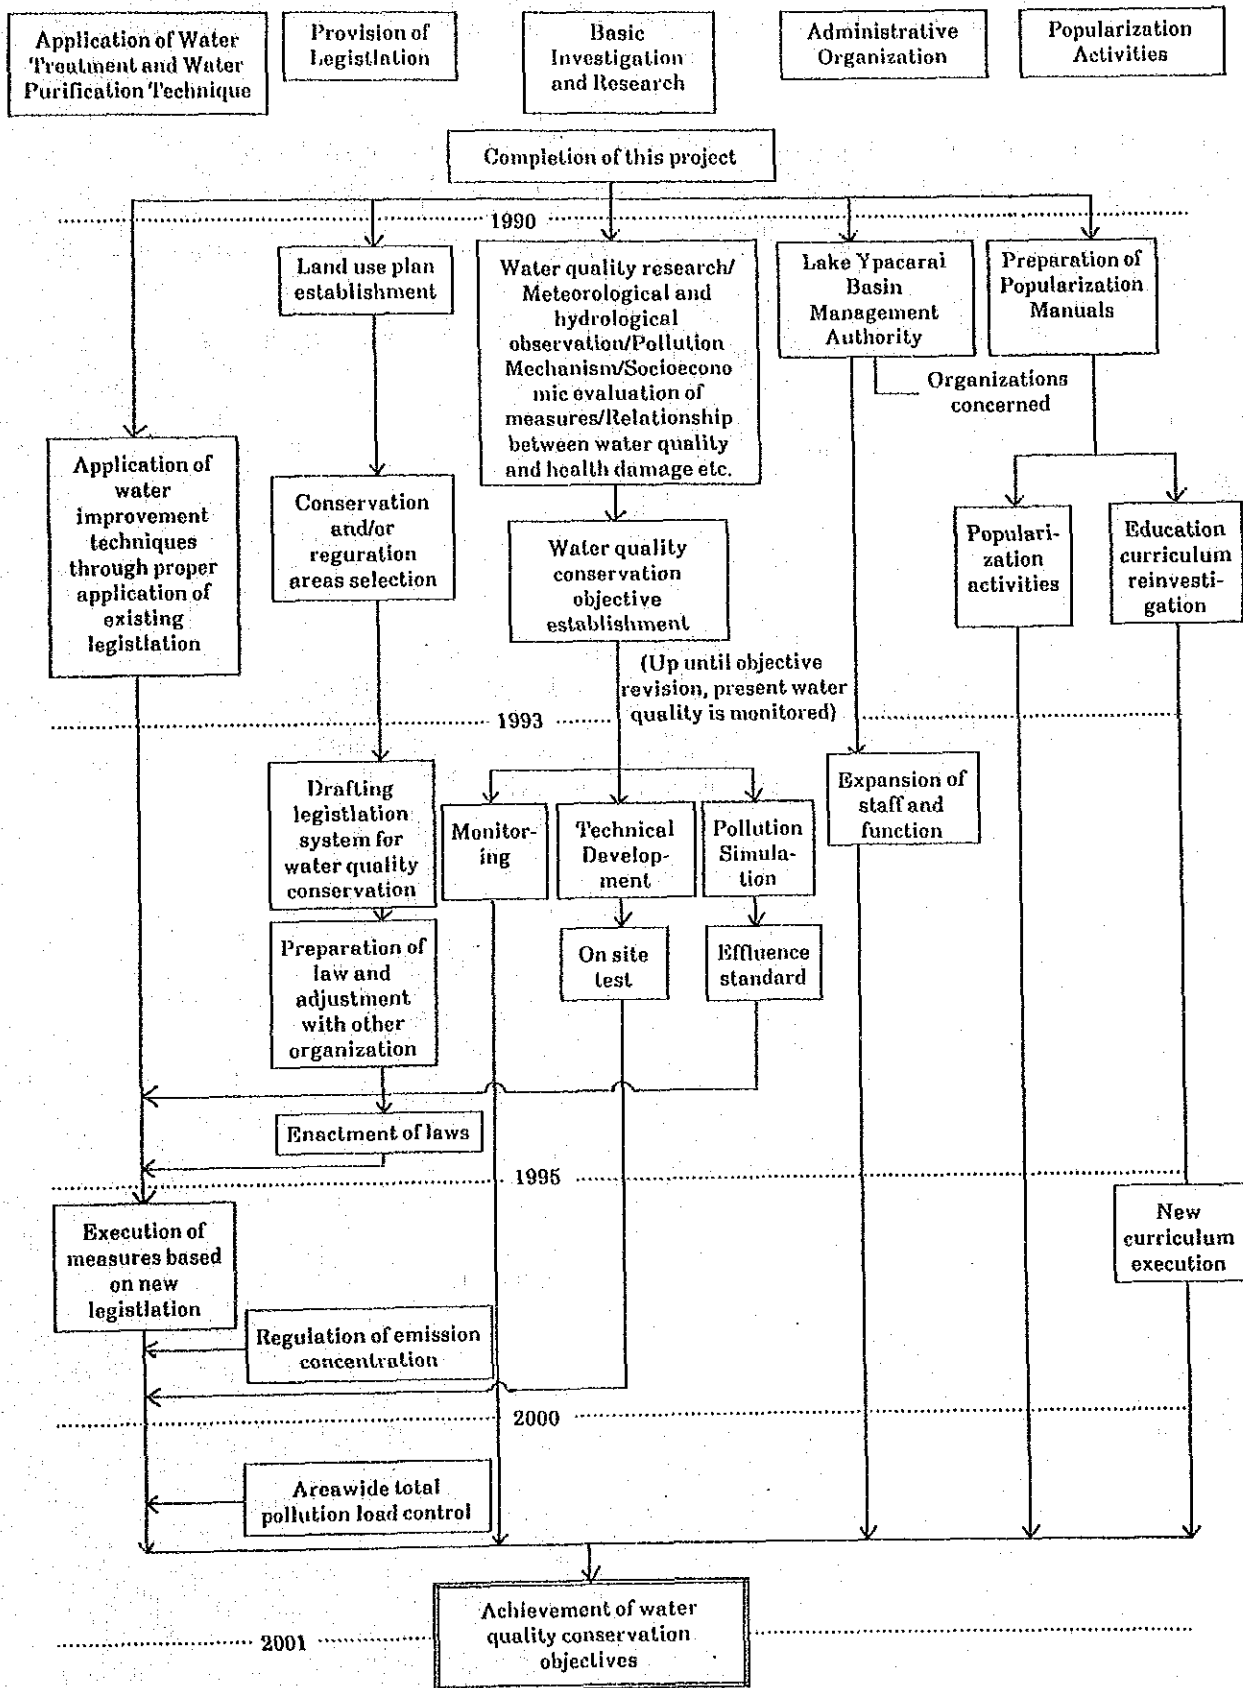 Application of Water
Treatment and Water
Purification Technique
Provision of
Legistlation
Basic
Investigation
and Research
Administrative
Organization
Popularization
Activities
Completion of this project
1990
Land use plan
establishment
Water quality research/
Meteorological and
hydrological
observation/Pollution
Mechanism/Socioecono
mic evaluation of
measures/Relationship
between water quality
and health damage etc.
Lake Ypacarai
Basin
Management
Authority
Preparation of
Popularization
Manuals
Organizations
concerned
Application of
water
improvement
techniques
through proper
application of
existing
legistlation
Conservation
and/or
reguration
areas selection
Water quality
conservation
objective
establishment
Populari-
zation
activities
Education
curriculum
reinvesti-
gation
(Up until objective
revision, present water
quality is monitored)
1993
Drafting
legistlation
system for
water quality
conservation
Monitor-
ing
Technical
Develop-
ment
Pollution
Simula-
tion
Expansion of
staff and
function
Preparation of
law and
adjustment
with other
organization
On site
test
Effluence
standard
Enactment of laws
1995
Execution of
measures based
on new
legistlation
New
curriculum
execution
Regulation of emission
concentration
2000
Areawide total
pollution load control
Achievement of water
quality conservation
objectives
2001